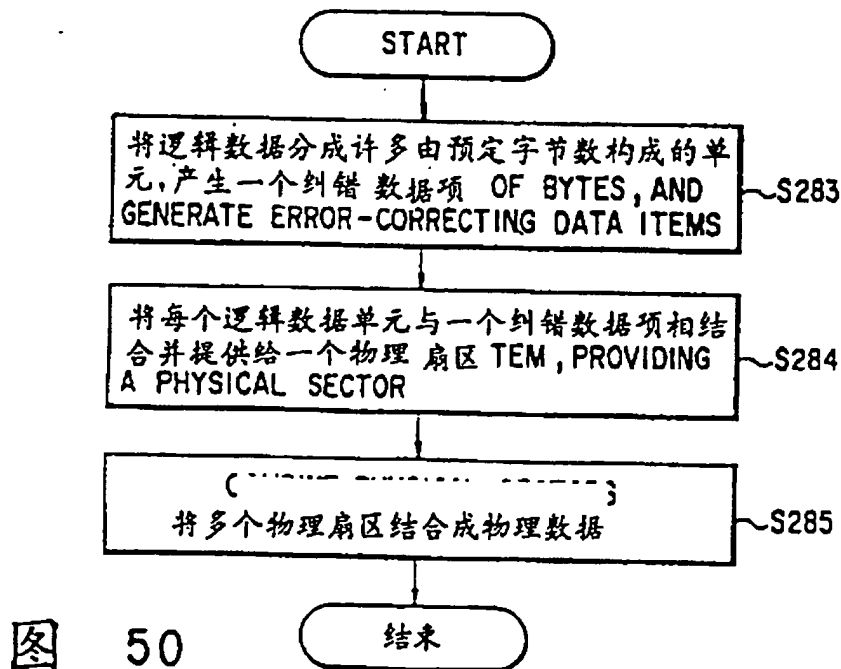 START
将逻辑数据分成许多由预定字节数构成的单
元,产生一个纠错数据项 OF BYTES, AND
GENERATE ERROR-CORRECTING DATA ITEMS
~S283
将每个逻辑数据单元与一个纠错数据项相结
合并提供给一个物理 扇区 TEM, PROVIDING
A PHYSICAL SECTOR
~S284
将多个物理扇区结合成物理数据
~S285
结束
图 50